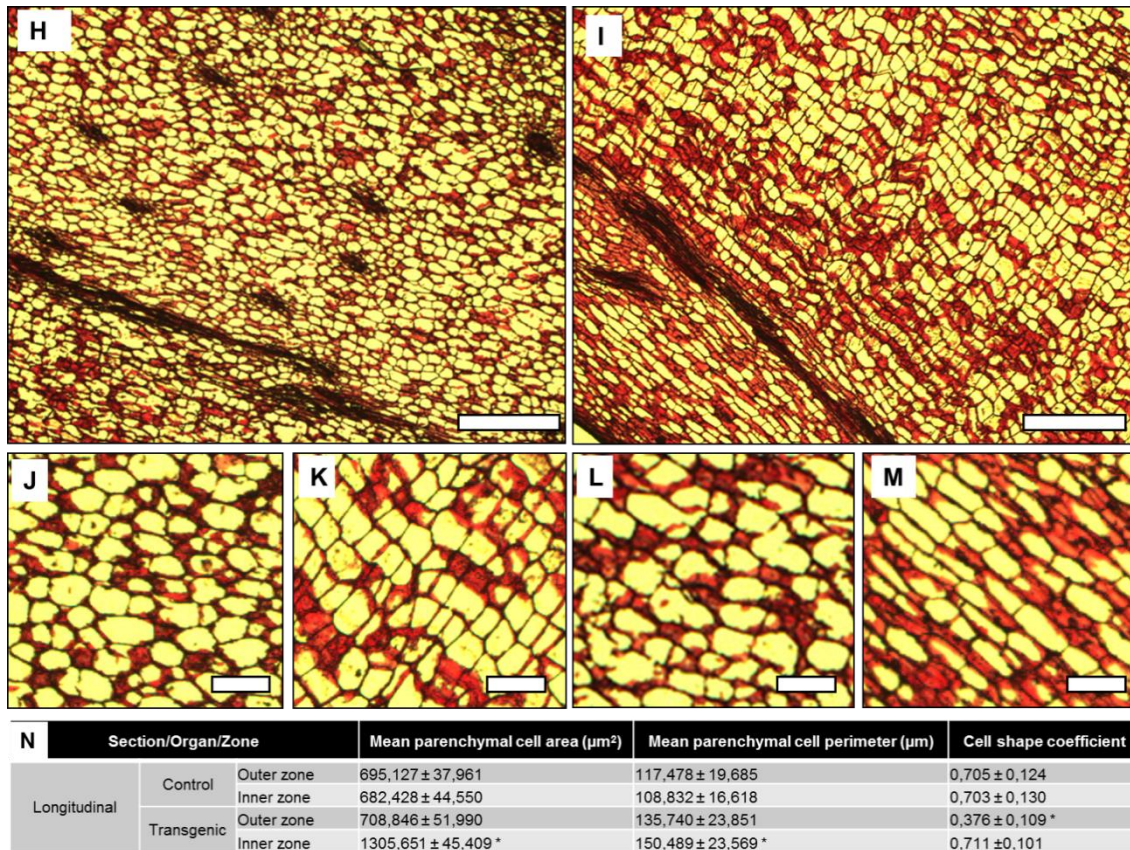 H
I
J
K
L
M
N Section/Organ/Zone Mean parenchymal cell area (µm²) Mean parenchymal cell perimeter (µm) Cell shape coefficient
Longitudinal
Control
Outer zone 695,127 ± 37,961 117,478 ± 19,685 0,705 ± 0,124
Inner zone 682,428 ± 44,550 108,832 ± 16,618 0,703 ± 0,130
Transgenic
Outer zone 708,846 ± 51,990 135,740 ± 23,851 0,376 ± 0,109 *
Inner zone 1305,651 ± 45,409 * 150,489 ± 23,569 * 0,711 ±0,101